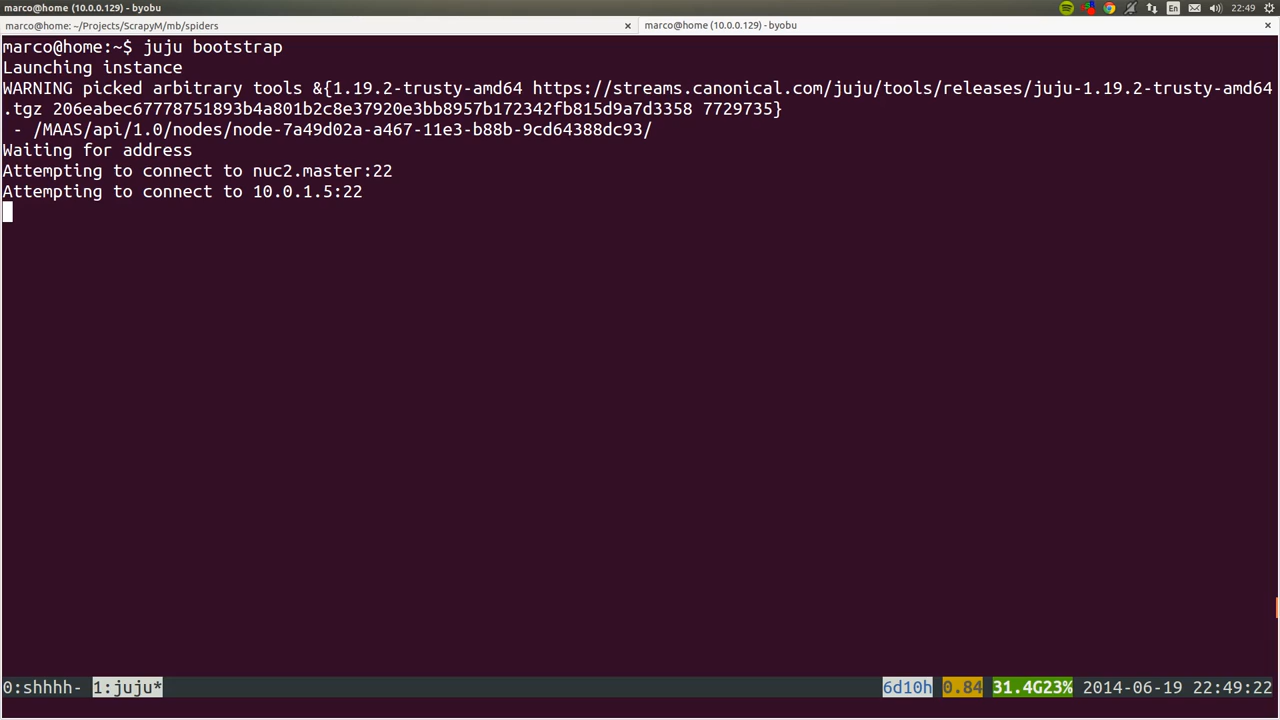 marco@home (10.0.0.129) - byobu
En
22:49
marco@home: ~/Projects/ScrapyM/mb/spiders
×
marco@home (10.0.0.129) - byobu
×
marco@home:~$ juju bootstrap
Launching instance
WARNING picked arbitrary tools &{1.19.2-trusty-amd64 https://streams.canonical.com/juju/tools/releases/juju-1.19.2-trusty-amd64
.tgz 206eabec67778751893b4a801b2c8e37920e3bb8957b172342fb815d9a7d3358 7729735}
 - /MAAS/api/1.0/nodes/node-7a49d02a-a467-11e3-b88b-9cd64388dc93/
Waiting for address
Attempting to connect to nuc2.master:22
Attempting to connect to 10.0.1.5:22
0:shhhh- 1:juju* 6d10h 0.84 31.4G23% 2014-06-19 22:49:22